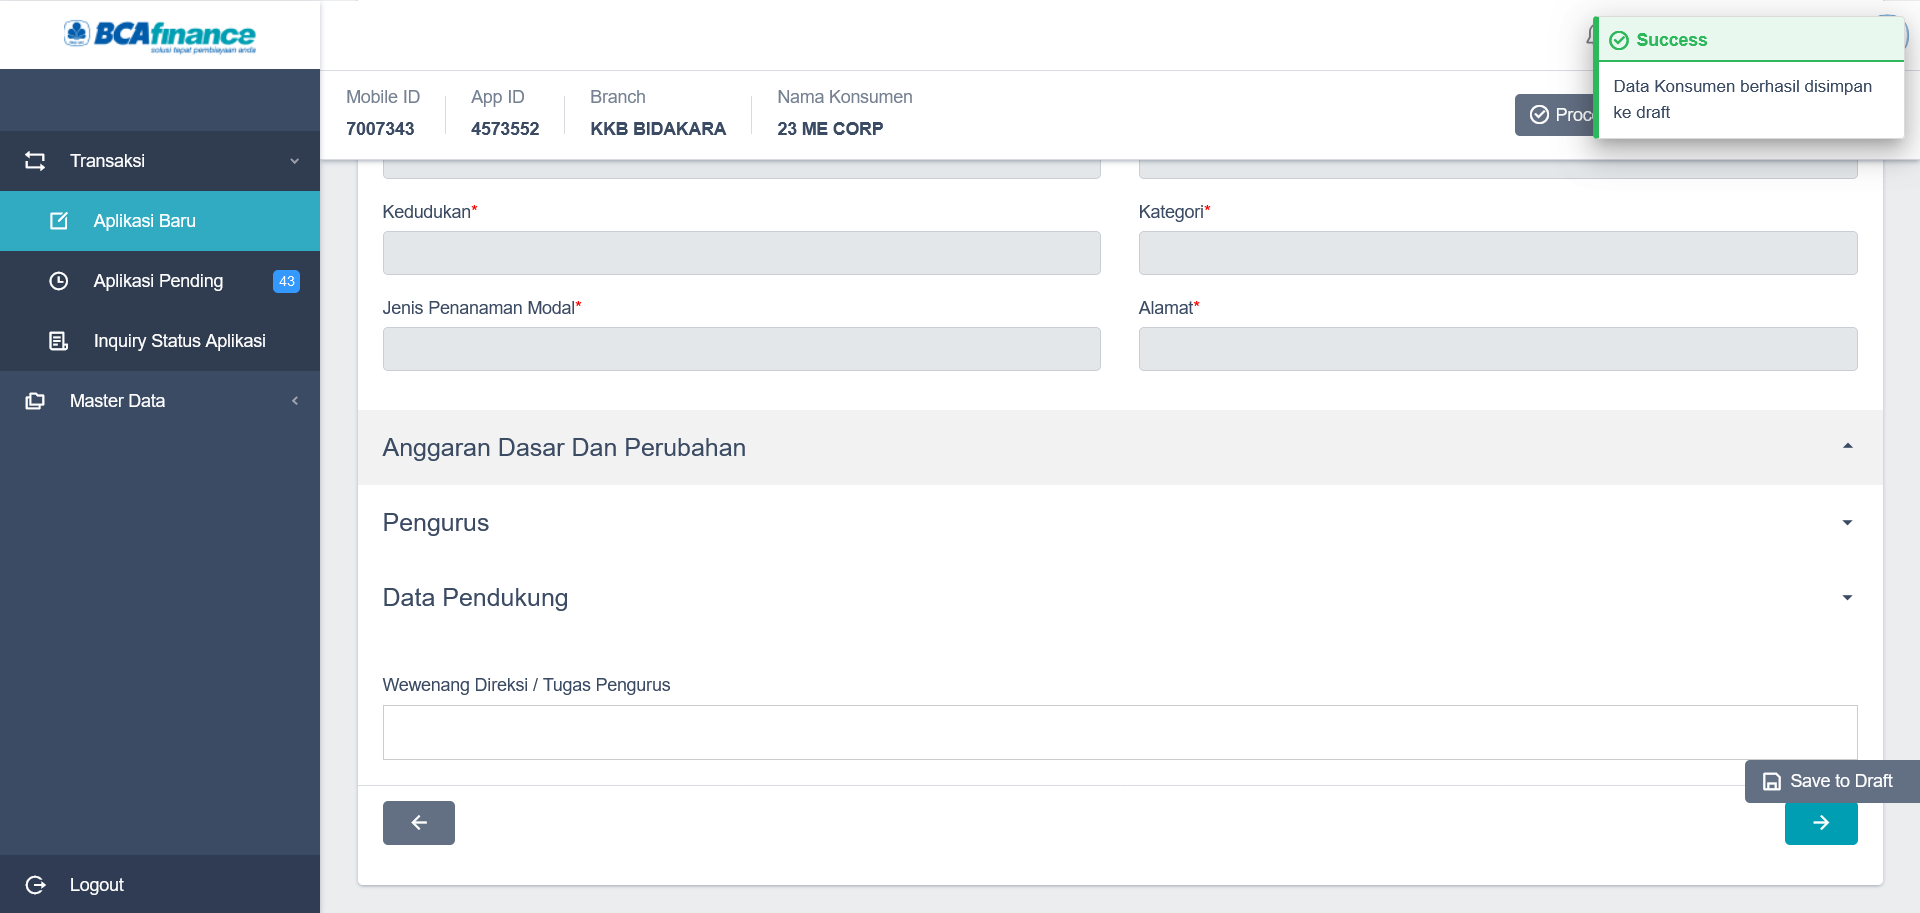 BCAfinance
solusi tepat pembiayaan anda
Transaksi
Aplikasi Baru
Aplikasi Pending
43
Inquiry Status Aplikasi
Master Data
Logout
Mobile ID
7007343
App ID
4573552
Branch
KKB BIDAKARA
Nama Konsumen
23 ME CORP
Success
Data Konsumen berhasil disimpan
ke draft
Kedudukan*
Kategori*
Jenis Penanaman Modal*
Alamat*
Anggaran Dasar Dan Perubahan
Pengurus
Data Pendukung
Wewenang Direksi / Tugas Pengurus
Save to Draft